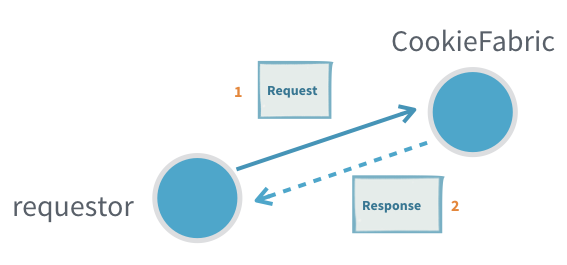 CookieFabric
1
Request
requestor
Response
2